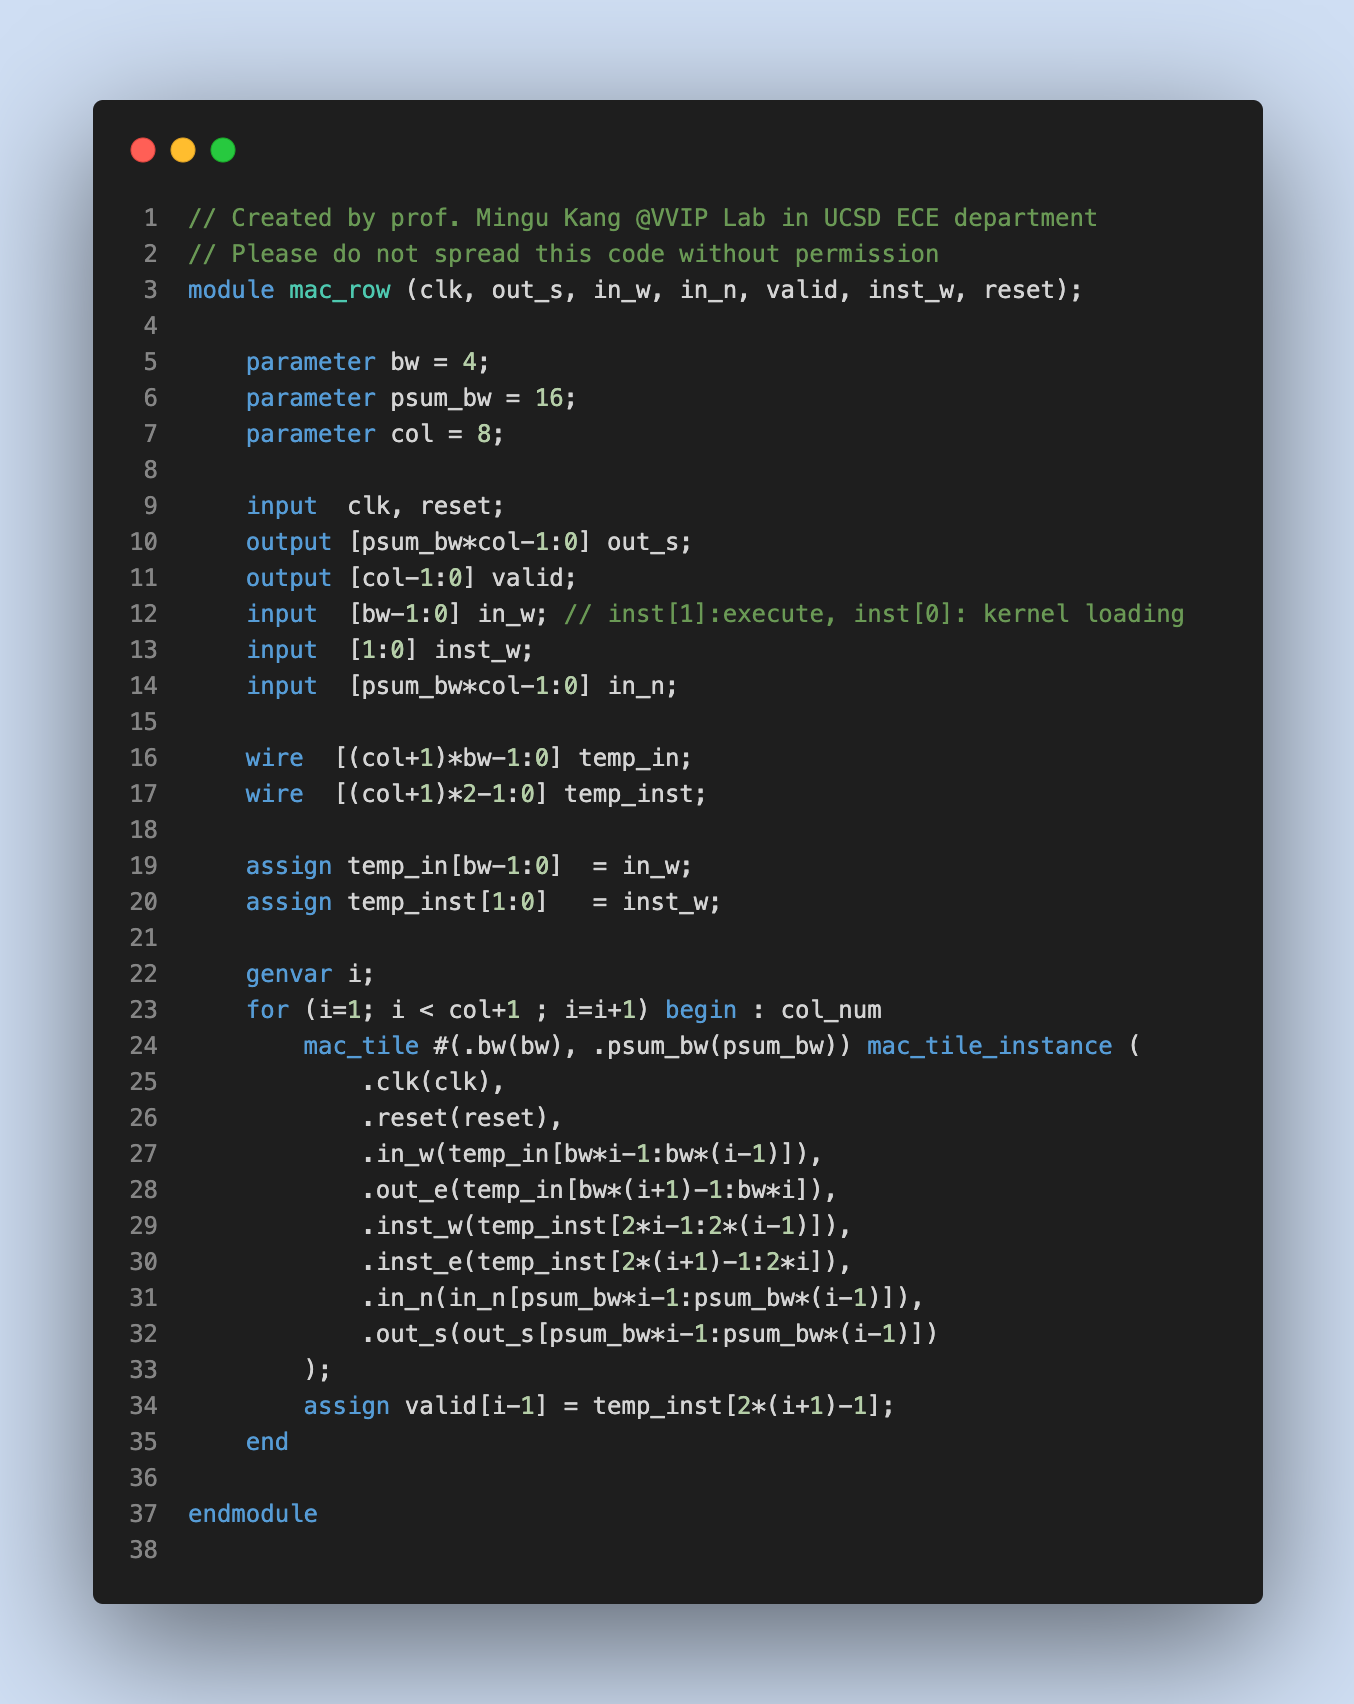 1 // Created by prof. Mingu Kang @VVIP Lab in UCSD ECE department
2 // Please do not spread this code without permission
3 module mac_row (clk, out_s, in_w, in_n, valid, inst_w, reset);
4
5     parameter bw = 4;
6     parameter psum_bw = 16;
7     parameter col = 8;
8
9     input  clk, reset;
10     output [psum_bw*col-1:0] out_s;
11     output [col-1:0] valid;
12     input  [bw-1:0] in_w; // inst[1]:execute, inst[0]: kernel loading
13     input  [1:0] inst_w;
14     input  [psum_bw*col-1:0] in_n;
15
16     wire  [(col+1)*bw-1:0] temp_in;
17     wire  [(col+1)*2-1:0] temp_inst;
18
19     assign temp_in[bw-1:0]  = in_w;
20     assign temp_inst[1:0]   = inst_w;
21
22     genvar i;
23     for (i=1; i < col+1 ; i=i+1) begin : col_num
24         mac_tile #(.bw(bw), .psum_bw(psum_bw)) mac_tile_instance (
25             .clk(clk),
26             .reset(reset),
27             .in_w(temp_in[bw*i-1:bw*(i-1)]),
28             .out_e(temp_in[bw*(i+1)-1:bw*i]),
29             .inst_w(temp_inst[2*i-1:2*(i-1)]),
30             .inst_e(temp_inst[2*(i+1)-1:2*i]),
31             .in_n(in_n[psum_bw*i-1:psum_bw*(i-1)]),
32             .out_s(out_s[psum_bw*i-1:psum_bw*(i-1)])
33         );
34         assign valid[i-1] = temp_inst[2*(i+1)-1];
35     end
36
37 endmodule
38